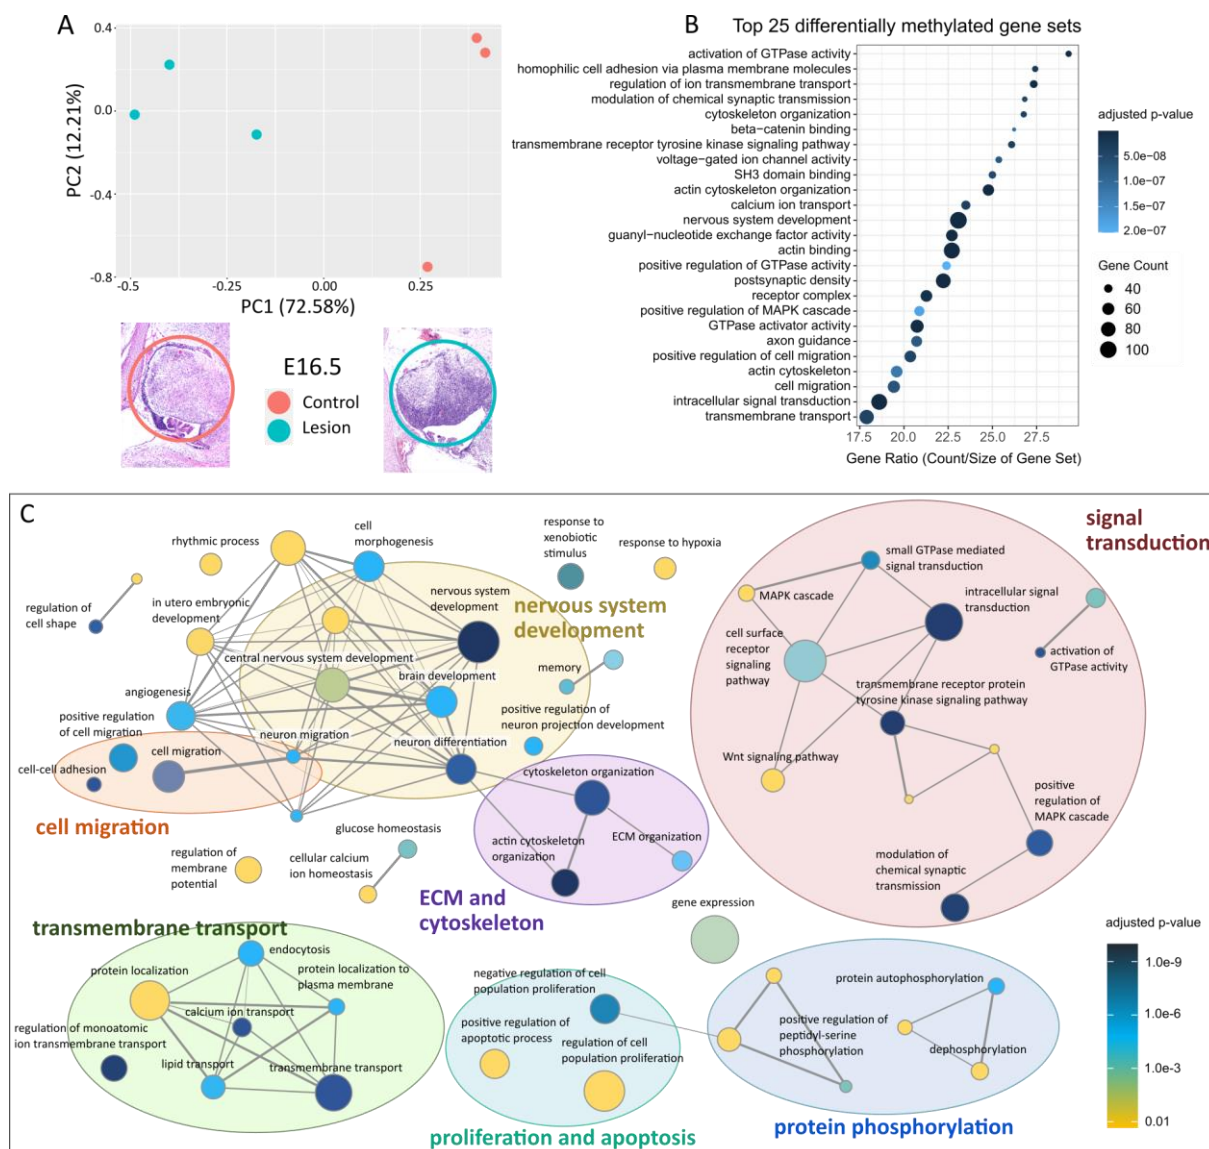 A
0.4
0.0
-0.4
-0.8
PC2 (12.21%)
-0.5
-0.25
0.00
0.25
PC1 (72.58%)
E16.5
Control
Lesion
B
Top 25 differentially methylated gene sets
activation of GTPase activity
homophilic cell adhesion via plasma membrane molecules
regulation of ion transmembrane transport
modulation of chemical synaptic transmission
cytoskeleton organization
beta−catenin binding
transmembrane receptor tyrosine kinase signaling pathway
voltage−gated ion channel activity
SH3 domain binding
actin cytoskeleton organization
calcium ion transport
nervous system development
guanyl−nucleotide exchange factor activity
actin binding
positive regulation of GTPase activity
postsynaptic density
receptor complex
positive regulation of MAPK cascade
GTPase activator activity
axon guidance
positive regulation of cell migration
actin cytoskeleton
cell migration
intracellular signal transduction
transmembrane transport
17.5
20.0
22.5
25.0
27.5
Gene Ratio (Count/Size of Gene Set)
adjusted p-value
5.0e−08
1.0e−07
1.5e−07
2.0e−07
Gene Count
40
60
80
100
C
rhythmic process
cell
morphogenesis
response to
xenobiotic
stimulus
response to hypoxia
regulation of
cell shape
in utero embryonic
development
nervous system
development
nervous system
development
central nervous system development
memory
brain development
angiogenesis
positive regulation
of cell migration
positive regulation of
neuron projection development
neuron migration
neuron differentiation
cell migration
cell-cell adhesion
cell migration
signal
transduction
small GTPase mediated
signal transduction
MAPK cascade
intracellular signal
transduction
cell surface
receptor
signaling
pathway
activation of
GTPase activity
transmembrane receptor protein
tyrosine kinase signaling pathway
Wnt signaling pathway
positive
regulation of
MAPK cascade
modulation of
chemical synaptic
transmission
cytoskeleton organization
ECM organization
actin cytoskeleton
organization
ECM and
cytoskeleton
glucose homeostasis
regulation of
membrane
potential
cellular calcium
ion homeostasis
gene expression
transmembrane transport
endocytosis
protein localization
protein localization to
plasma membrane
calcium ion transport
regulation of monoatomic
ion transmembrane transport
lipid transport
transmembrane transport
negative regulation of cell
population proliferation
positive regulation of
apoptotic process
regulation of cell
population proliferation
proliferation and apoptosis
protein autophosphorylation
positive regulation of
peptidyl-serine
phosphorylation
dephosphorylation
protein phosphorylation
adjusted p-value
1.0e-9
1.0e-6
1.0e-3
0.01